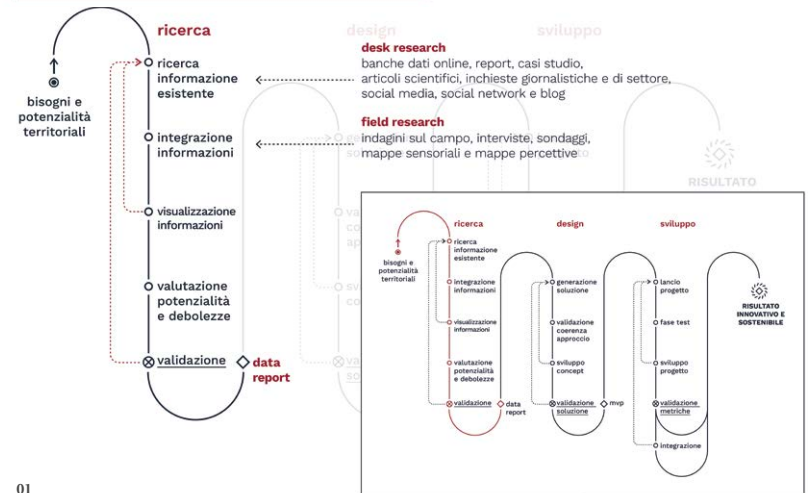 ricerca
design
sviluppo
desk research
banche dati online, report, casi studio,
articoli scientifici, inchieste giornalistiche e di settore,
social media, social network e blog
ricerca
informazione
esistente
bisogni e
potenzialità
territoriali
field research
indagini sul campo, interviste, sondaggi,
mappe sensoriali e mappe percettive
integrazione
informazioni
RISULTATO
visualizzazione
informazioni
valutazione
potenzialità
e debolezze
validazione
data
report
ricerca
design
sviluppo
ricerca
informazione
esistente
bisogni e
potenzialità
territoriali
integrazione
informazioni
generazione
soluzione
lancio
progetto
RISULTATO
INNOVATIVO E
SOSTENIBILE
visualizzazione
informazioni
validazione
coerenza
approccio
fase test
valutazione
potenzialità
e debolezze
sviluppo
concept
sviluppo
progetto
validazione
data
report
validazione
soluzione
mvp
validazione
metriche
integrazione
01